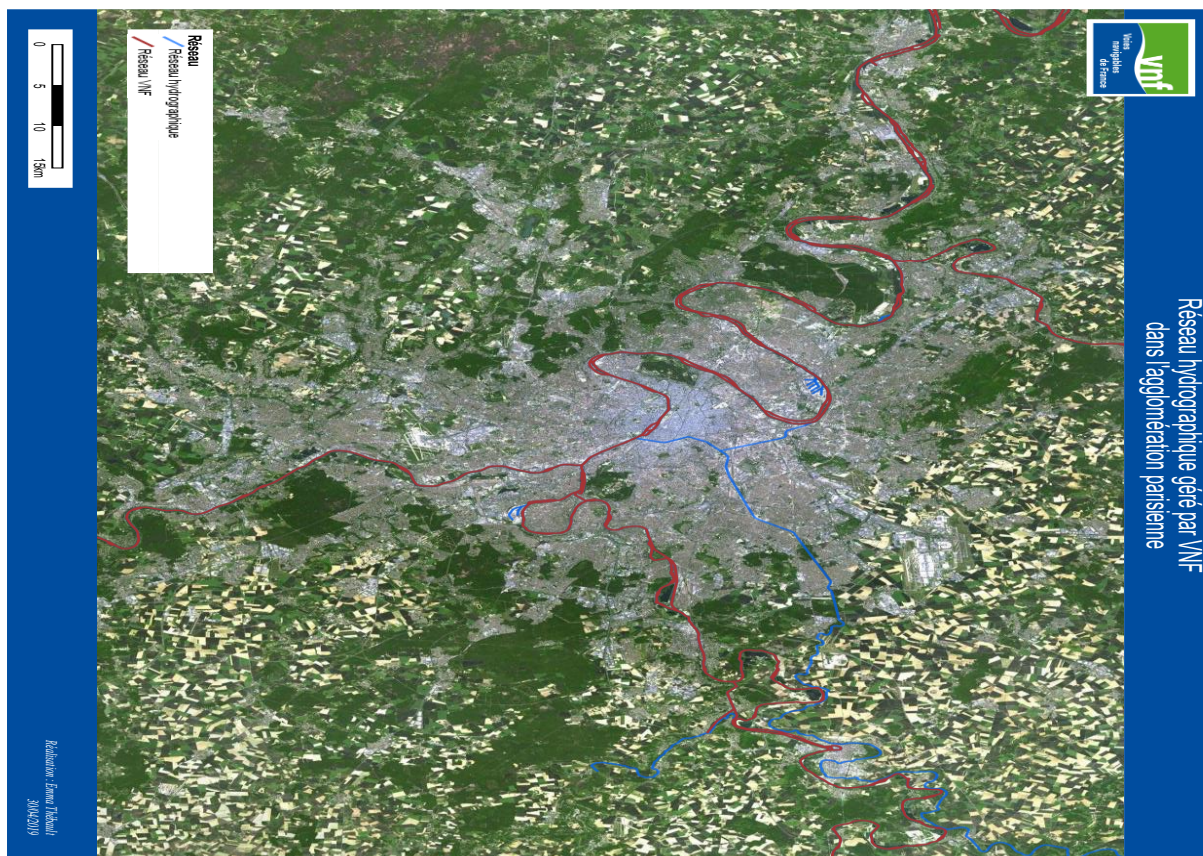 Réseau hydrographique géré par VNF
dans l'agglomération parisienne
vnf
Voies
navigables
de France
Réseau
Réseau hydrographique
Réseau VNF
0 5 10 15km
Réalisation : Emma Thébault
30/04/2019